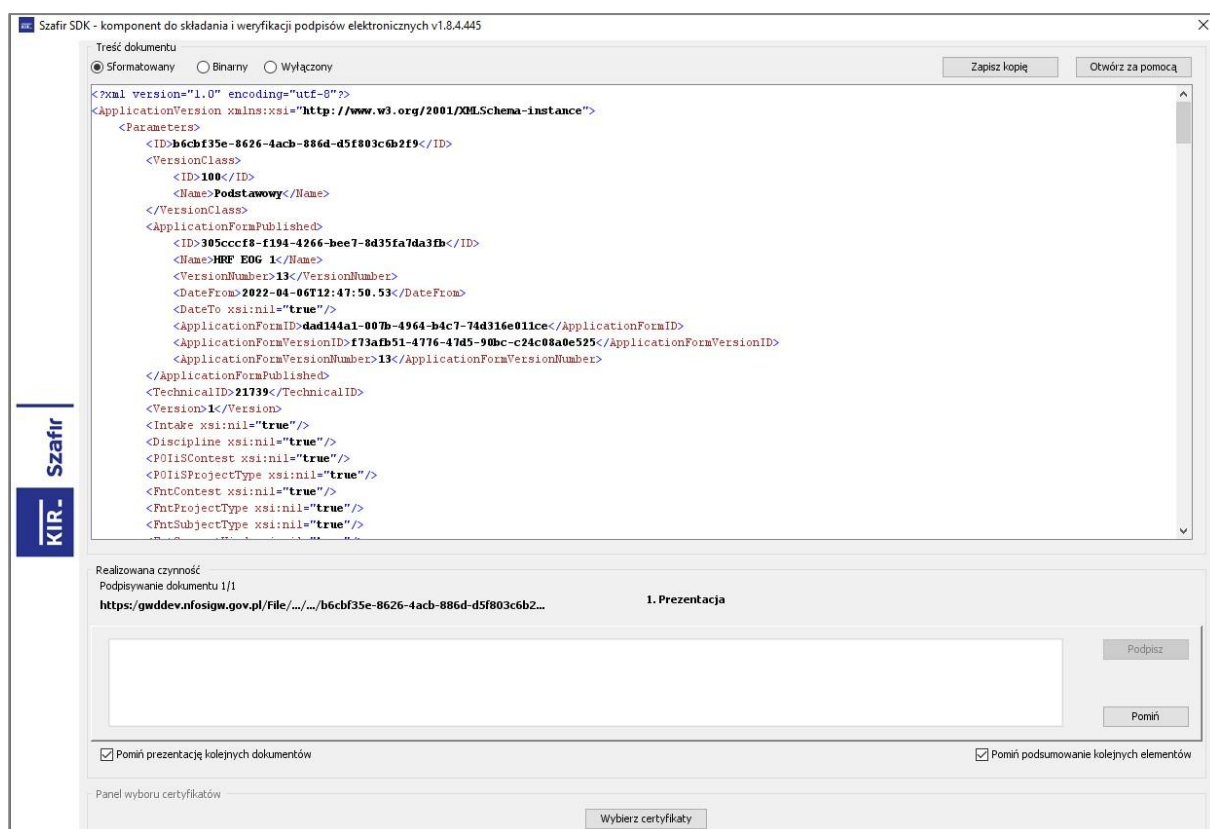 Szafir SDK - komponent do składania i weryfikacji podpisów elektronicznych v1.8.4.445
Treść dokumentu
Sformatowany Binarny Wyłączony Zapisz kopię Otwórz za pomocą
<?xml version="1.0" encoding="utf-8"?>
<ApplicationVersion xmlns:xsi="http://www.w3.org/2001/XMLSchema-instance">
<Parameters>
<ID>b6cbf35e-8626-4acb-886d-d5f803c6b2f9</ID>
<VersionClass>
<ID>100</ID>
<Name>Podstawowy</Name>
</VersionClass>
<ApplicationFormPublished>
<ID>305cccf8-f194-4266-bee7-8d35fa7da3fb</ID>
<Name>HRF EOG 1</Name>
<VersionNumber>13</VersionNumber>
<DateFrom>2022-04-06T12:47:50.53</DateFrom>
<DateTo xsi:nil="true"/>
<ApplicationFormID>dad144a1-007b-4964-b4c7-74d316e011ce</ApplicationFormID>
<ApplicationFormVersionID>f73afb51-4776-47d5-90bc-c24c08a0e525</ApplicationFormVersionID>
<ApplicationFormVersionNumber>13</ApplicationFormVersionNumber>
</ApplicationFormPublished>
<TechnicalID>21739</TechnicalID>
<Version>1</Version>
<Intake xsi:nil="true"/>
<Discipline xsi:nil="true"/>
<POIiSContest xsi:nil="true"/>
<POIiSProjectType xsi:nil="true"/>
<FntContest xsi:nil="true"/>
<FntProjectType xsi:nil="true"/>
<FntSubjectType xsi:nil="true"/>
KIR. Szafir
Realizowana czynność
Podpisywanie dokumentu 1/1
https:/gwddev.nfosigw.gov.pl/File/.../.../b6cbf35e-8626-4acb-886d-d5f803c6b2... 1. Prezentacja
Podpisz
Pomiń
Pomiń prezentację kolejnych dokumentów Pomiń podsumowanie kolejnych elementów
Panel wyboru certyfikatów
Wybierz certyfikaty